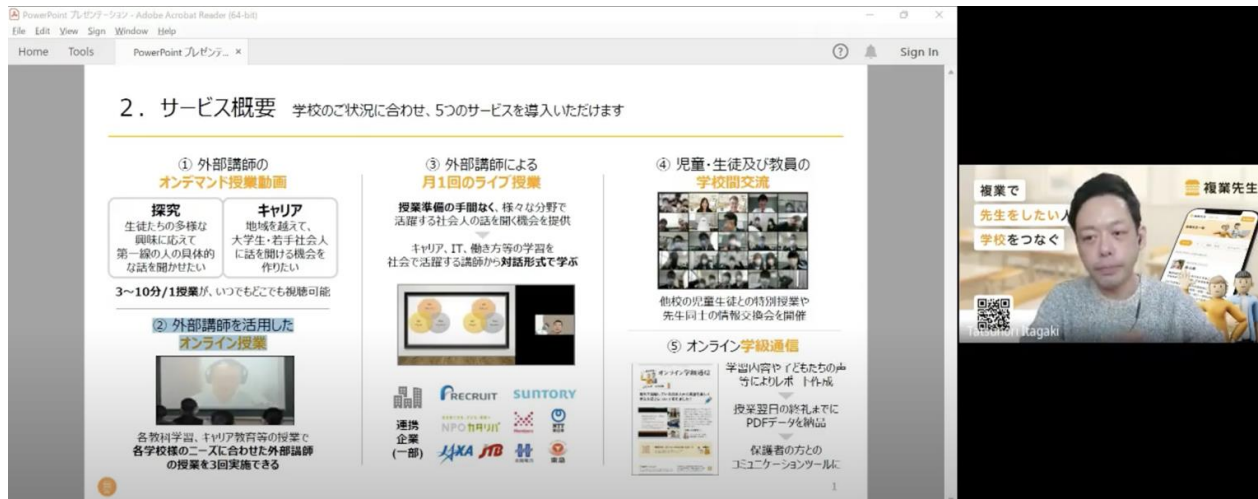 PowerPoint プレゼンテーション - Adobe Acrobat Reader (64-bit)
File Edit View Sign Window Help
Home Tools PowerPoint プレゼンテ... × Sign In
2．サービス概要 学校のご状況に合わせ、5つのサービスを導入いただけます
① 外部講師の
オンデマンド授業動画
探究
生徒たちの多様な
興味に応えて
第一線の人の具体的
な話を聞かせたい
キャリア
地域を越えて、
大学生・若手社会人
に話を聞ける機会を
作りたい
3～10分/1授業が、いつでもどこでも視聴可能
② 外部講師を活用した
オンライン授業
各教科学習、キャリア教育等の授業で
各学校様のニーズに合わせた外部講師
の授業を3回実施できる
③ 外部講師による
月1回のライブ授業
授業準備の手間なく、様々な分野で
活躍する社会人の話を聞く機会を提供
キャリア、IT、働き方等の学習を
社会で活躍する講師から対話形式で学ぶ
連携
企業
(一部)
RECRUIT
SUNTORY
NPOカタリバ
Members
NTT
JAXA
JTB
東急
④ 児童・生徒及び教員の
学校間交流
他校の児童生徒との特別授業や
先生同士の情報交換会を開催
⑤ オンライン学級通信
オンライン学級通信
学習内容や子どもたちの声
等によりレポート作成
授業翌日の終礼までに
PDFデータを納品
保護者の方との
コミュニケーションツールに
1
複業で
先生をしたい人
学校をつなぐ
複業先生
Tatsunori Itagaki